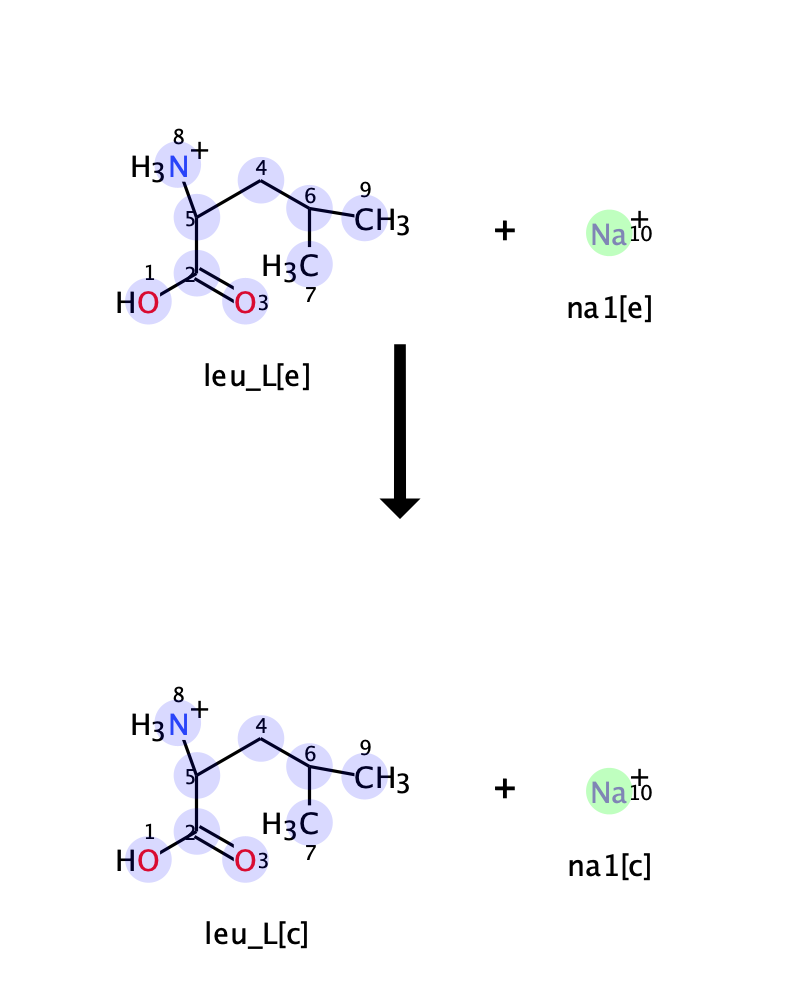 8
H3N+
4
9
6
5
CH3
+
Na+
10
H3C
1
2
7
HO
O3
na1[e]
leu_L[e]
8
H3N+
4
9
6
5
CH3
+
Na+
10
H3C
1
2
7
HO
O3
na1[c]
leu_L[c]